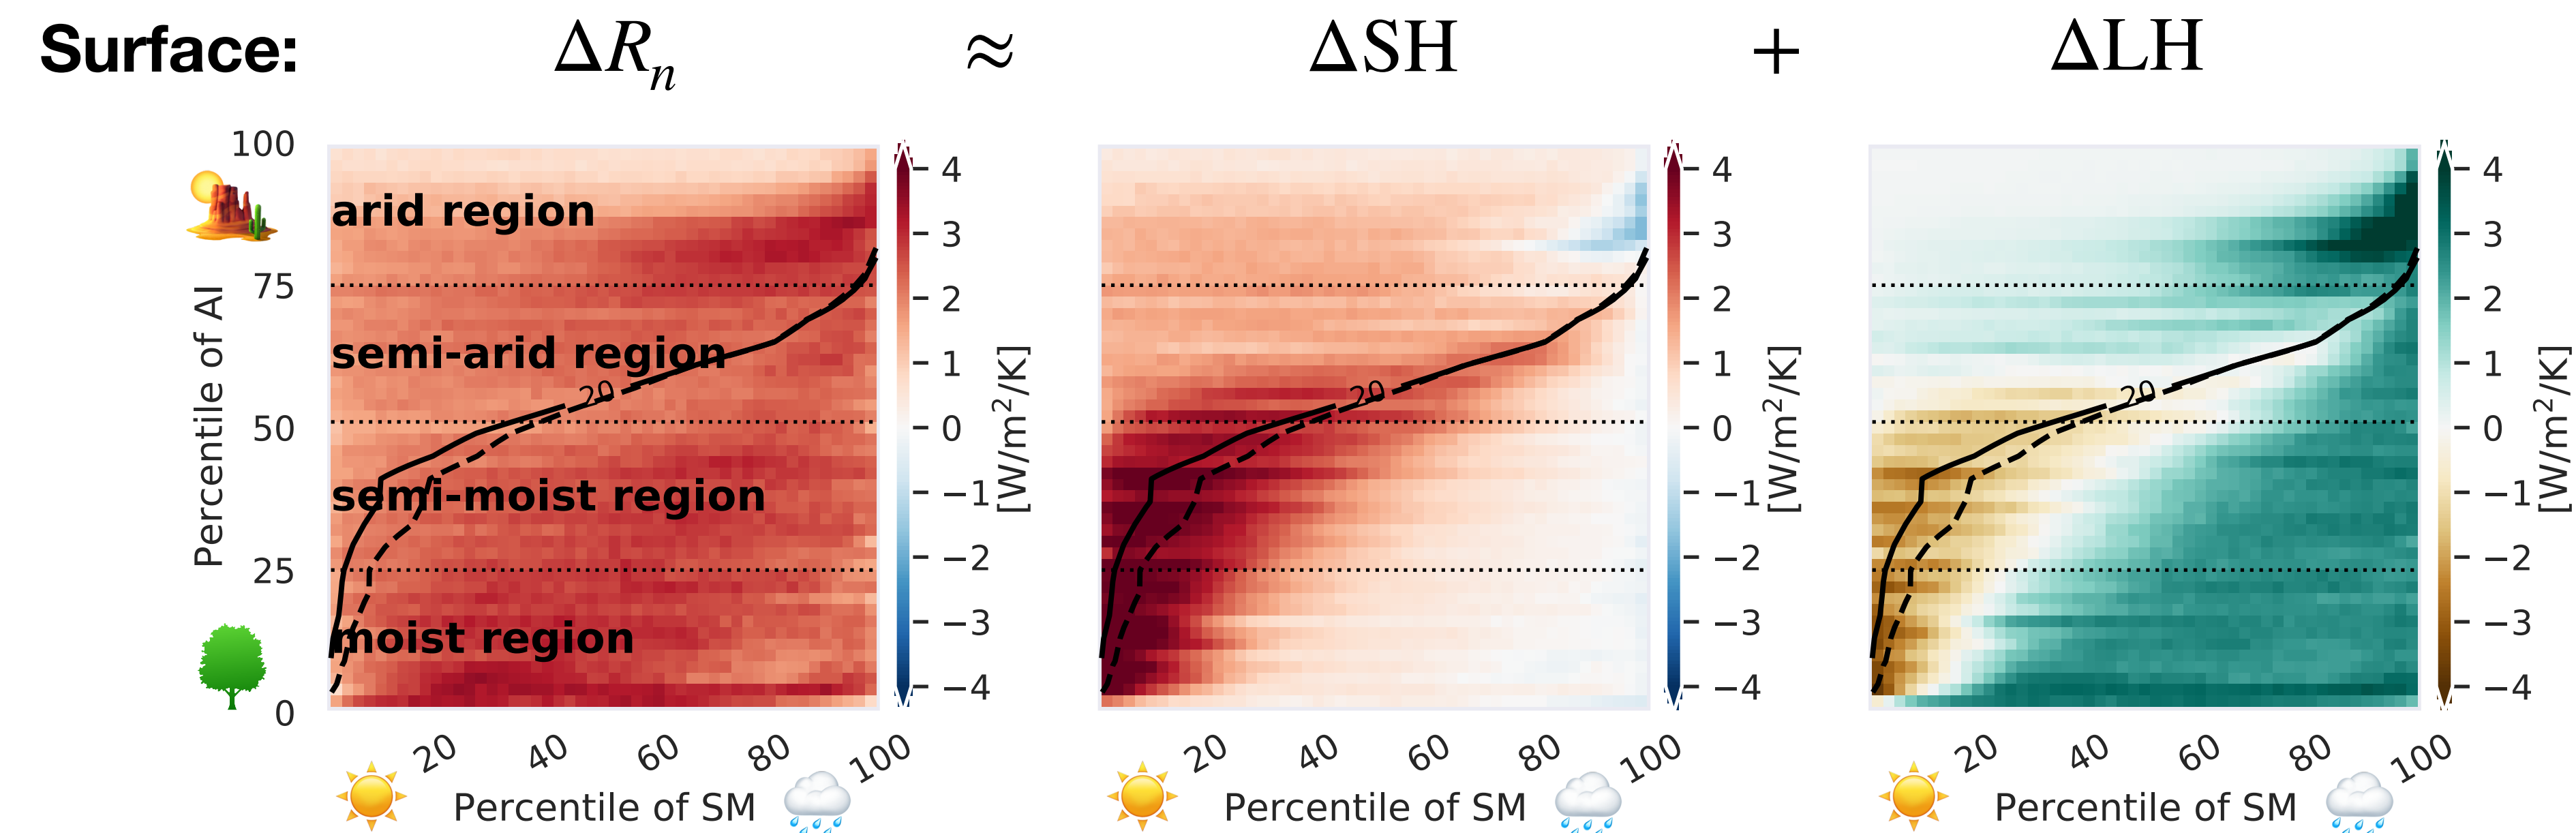 Surface: ΔRn ≈ ΔSH + ΔLH
100
75
50
25
0
Percentile of AI
arid region
semi-arid region
semi-moist region
moist region
20
20 40 60 80 100
Percentile of SM
4
3
2
1
0
−1
−2
−3
−4
[W/m²/K]
20
20 40 60 80 100
Percentile of SM
4
3
2
1
0
−1
−2
−3
−4
[W/m²/K]
20
20 40 60 80 100
Percentile of SM
4
3
2
1
0
−1
−2
−3
−4
[W/m²/K]